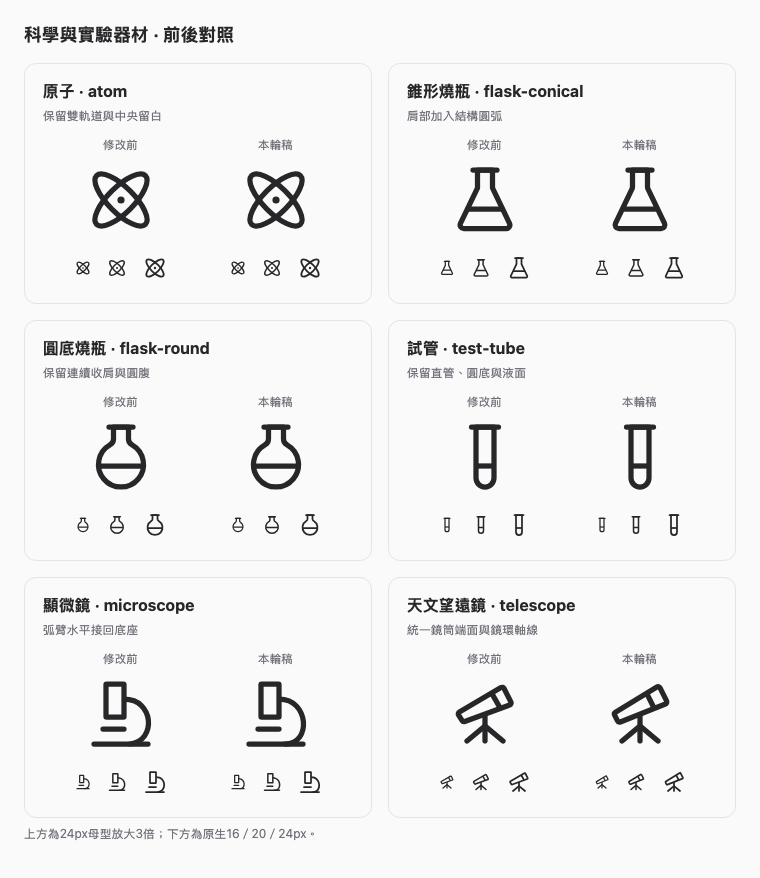 科學與實驗器材 · 前後對照
原子 · atom
保留雙軌道與中央留白
修改前
本輪稿
錐形燒瓶 · flask-conical
肩部加入結構圓弧
修改前
本輪稿
圓底燒瓶 · flask-round
保留連續收肩與圓腹
修改前
本輪稿
試管 · test-tube
保留直管、圓底與液面
修改前
本輪稿
顯微鏡 · microscope
弧臂水平接回底座
修改前
本輪稿
天文望遠鏡 · telescope
統一鏡筒端面與鏡環軸線
修改前
本輪稿
上方為24px母型放大3倍；下方為原生16 / 20 / 24px。